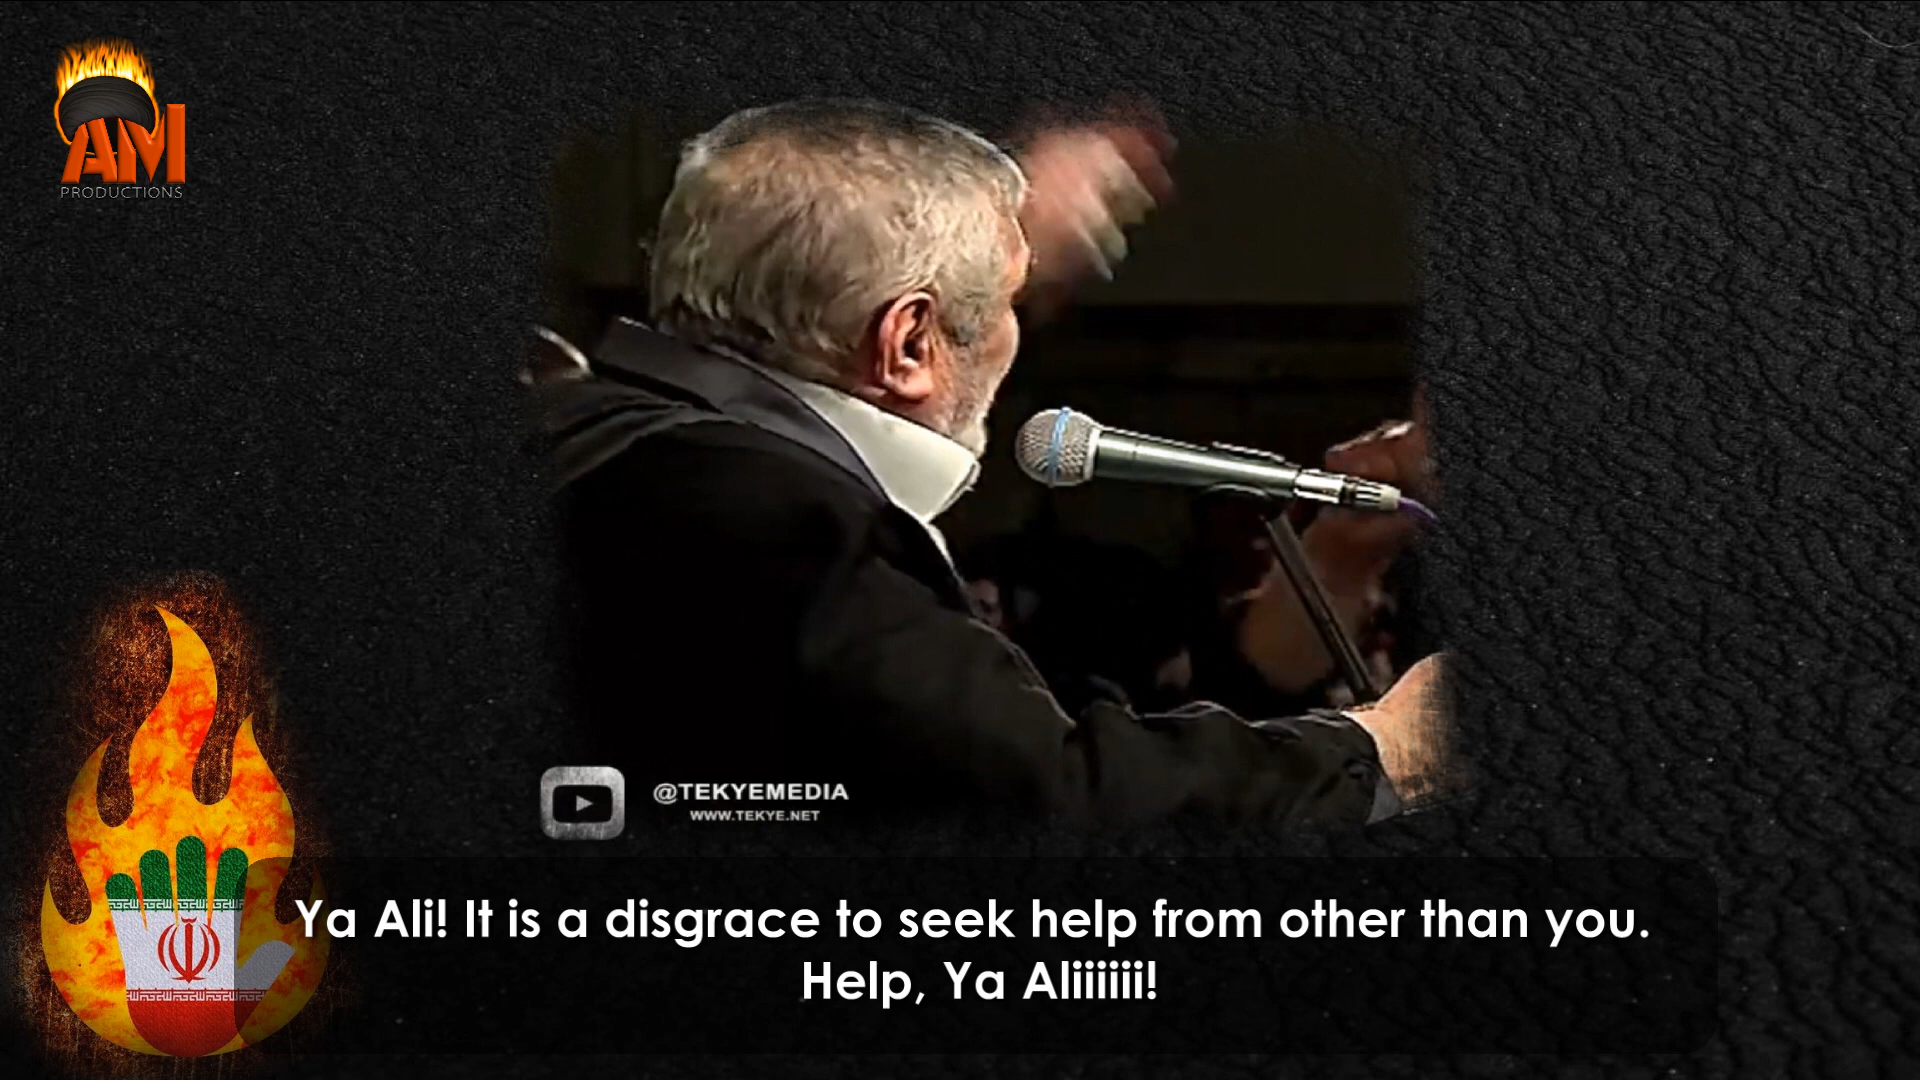 AM
PRODUCTIONS
@TEKYEMEDIA
WWW.TEKYE.NET
Ya Ali! It is a disgrace to seek help from other than you.
Help, Ya Aliiiiii!